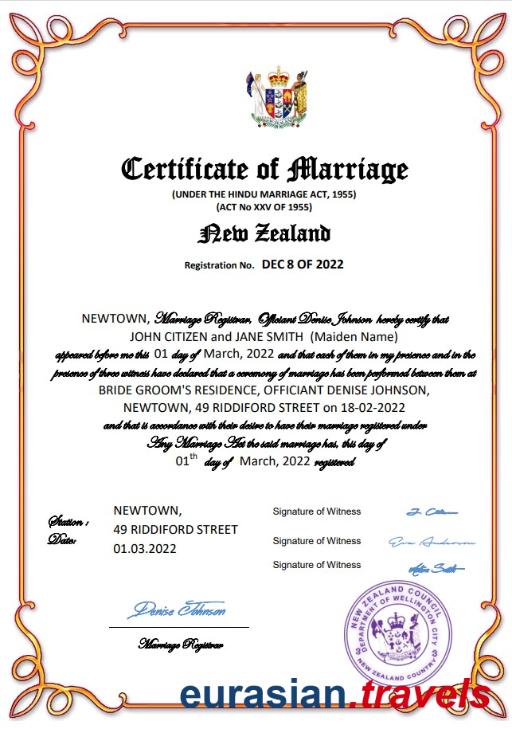 Certificate of Marriage
(UNDER THE HINDU MARRIAGE ACT, 1955)
(ACT No XXV OF 1955)
New Zealand
Registration No. DEC 8 OF 2022
NEWTOWN, Marriage Registrar, Officiant Denise Johnson hereby certify that
JOHN CITIZEN and JANE SMITH (Maiden Name)
appeared before me this 01 day of March, 2022 and that each of them in my presence and in the
presence of three witness have declared that a ceremony of marriage has been performed between them at
BRIDE GROOM'S RESIDENCE, OFFICIANT DENISE JOHNSON,
NEWTOWN, 49 RIDDIFORD STREET on 18-02-2022
and that is accordance with their desire to have their marriage registered under
Any Marriage Act the said marriage has, this day of
01th day of March, 2022 registered
Station : NEWTOWN,
49 RIDDIFORD STREET
Date: 01.03.2022
Signature of Witness
Signature of Witness Eva Anderson
Signature of Witness
Denise Johnson
Marriage Registrar
NEW ZEALAND COUNCIL
DEPARTMENT OF WELLINGTON CITY
NEW ZEALAND COUNTRY
eurasian.travels